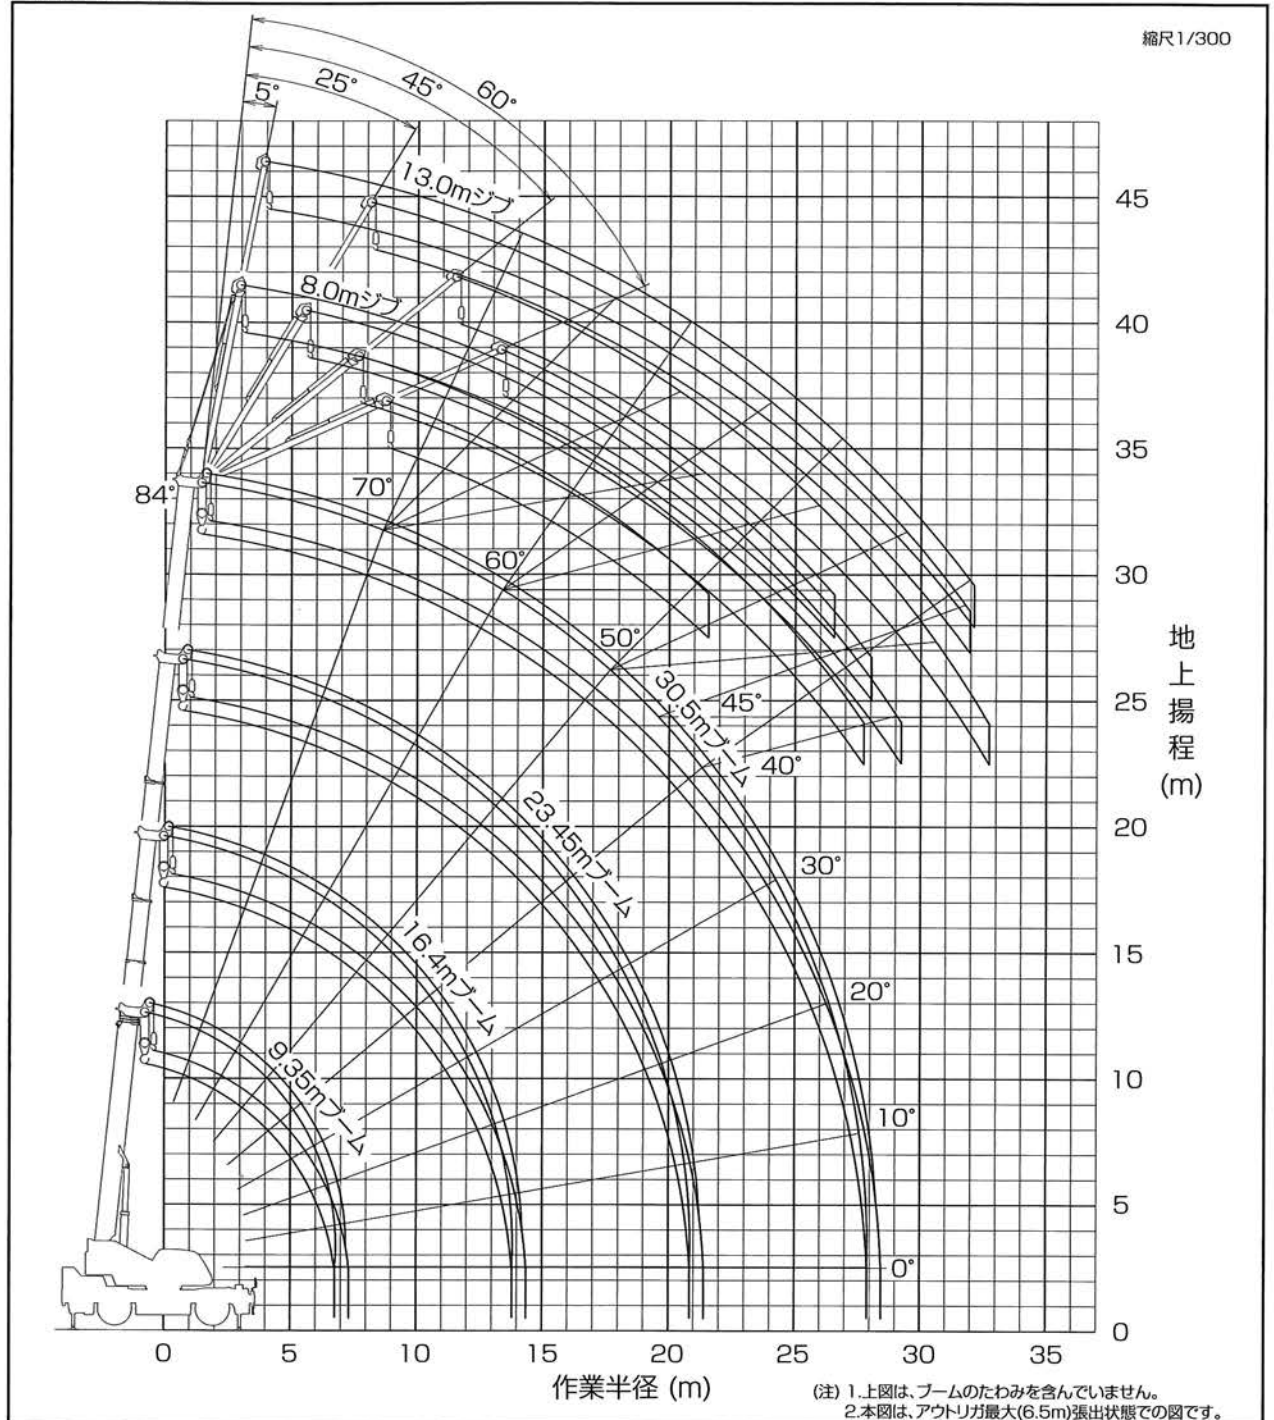 縮尺1/300
5°
25°
45°
60°
13.0mジブ
8.0mジブ
84°
70°
60°
50°
45°
40°
30°
20°
10°
0°
30.5mブーム
23.45mブーム
16.4mブーム
9.35mブーム
45
40
35
30
25
20
15
10
5
0
地上揚程
(m)
0 5 10 15 20 25 30 35
作業半径 (m)
(注) 1.上図は、ブームのたわみを含んでいません。
2.本図は、アウトリガ最大(6.5m)張出状態での図です。